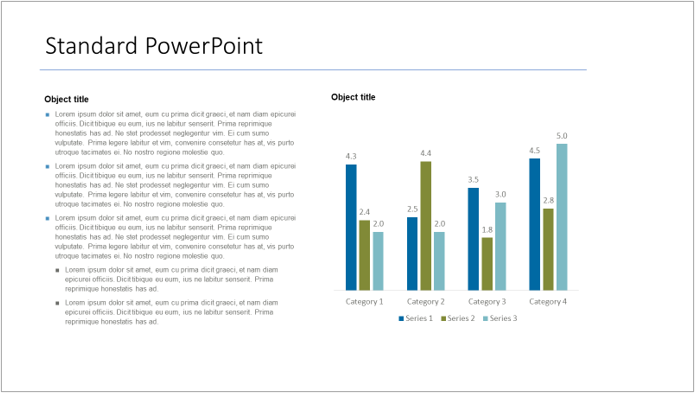 Standard PowerPoint
Object title
Lorem ipsum dolor sit amet, eum cu prima dicit graeci, et nam diam epicurei
officiis. Dicit tibique eu eum, ius ne labitur senserit. Prima reprimique
honestatis has ad. Ne stet prodesset neglegentur vim. Ei cum sumo
vulputate. Prima legere labitur et vim, convenire consetetur has at, vis purto
utroque tacimates ei. No nostro regione molestie quo.
Lorem ipsum dolor sit amet, eum cu prima dicit graeci, et nam diam epicurei
officiis. Dicit tibique eu eum, ius ne labitur senserit. Prima reprimique
honestatis has ad. Ne stet prodesset neglegentur vim. Ei cum sumo
vulputate. Prima legere labitur et vim, convenire consetetur has at, vis purto
utroque tacimates ei. No nostro regione molestie quo.
Lorem ipsum dolor sit amet, eum cu prima dicit graeci, et nam diam epicurei
officiis. Dicit tibique eu eum, ius ne labitur senserit. Prima reprimique
honestatis has ad. Ne stet prodesset neglegentur vim. Ei cum sumo
vulputate. Prima legere labitur et vim, convenire consetetur has at, vis purto
utroque tacimates ei. No nostro regione molestie quo.
Lorem ipsum dolor sit amet, eum cu prima dicit graeci, et nam diam
epicurei officiis. Dicit tibique eu eum, ius ne labitur senserit. Prima
reprimique honestatis has ad.
Lorem ipsum dolor sit amet, eum cu prima dicit graeci, et nam diam
epicurei officiis. Dicit tibique eu eum, ius ne labitur senserit. Prima
reprimique honestatis has ad.
Object title
4.3 2.4 2.0 2.5 4.4 2.0 3.5 1.8 3.0 4.5 2.8 5.0
Category 1 Category 2 Category 3 Category 4
Series 1 Series 2 Series 3